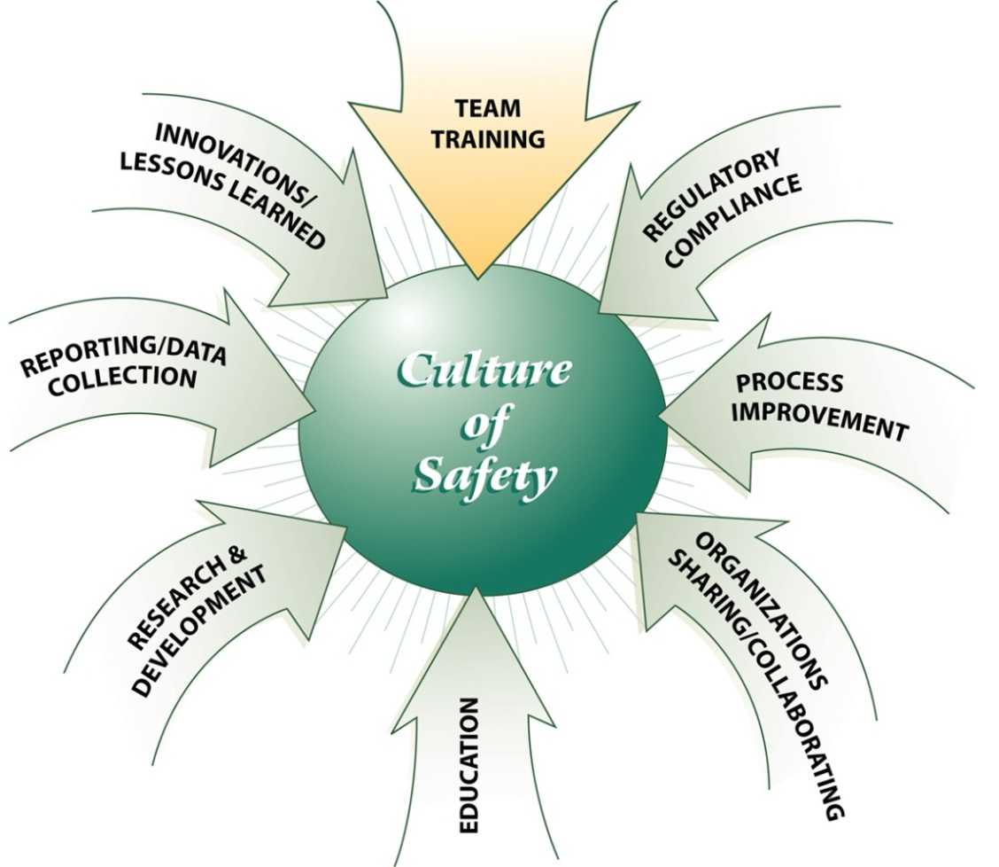 TEAM
TRAINING
INNOVATIONS/
LESSONS LEARNED
REGULATORY
COMPLIANCE
REPORTING/DATA
COLLECTION
Culture
of
Safety
PROCESS
IMPROVEMENT
RESEARCH &
DEVELOPMENT
ORGANIZATIONS
SHARING/COLLABORATING
EDUCATION